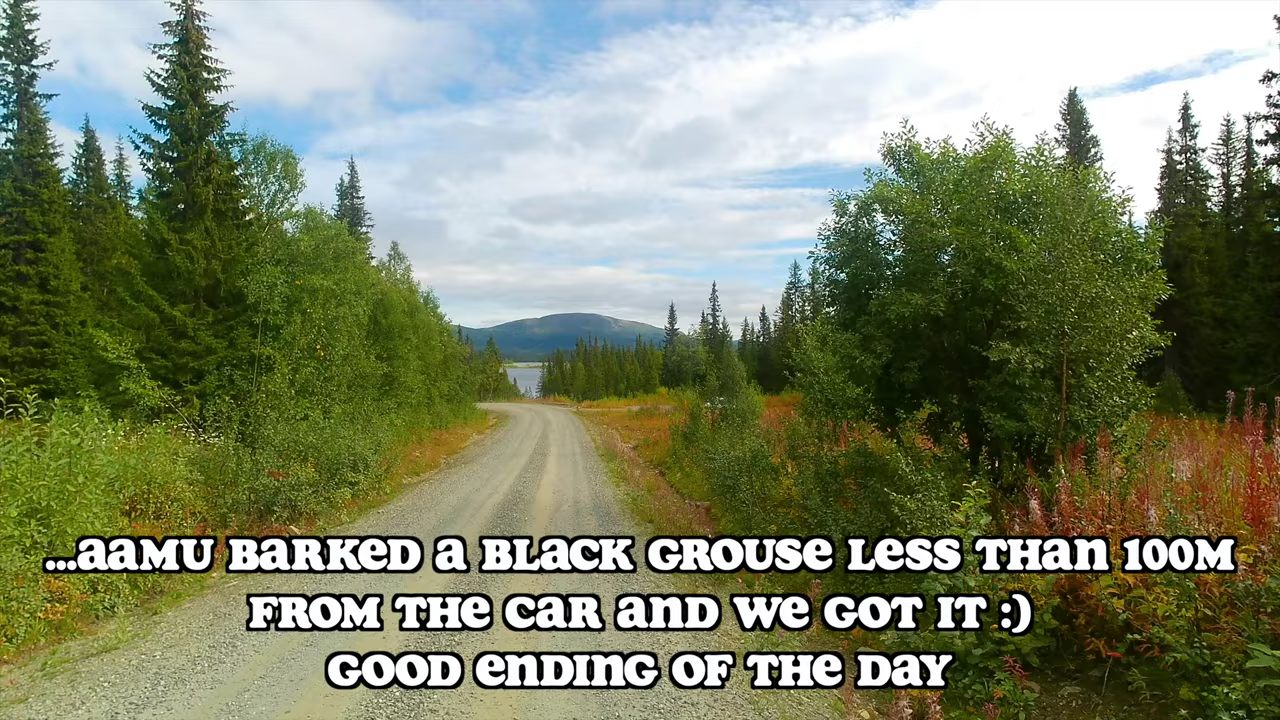 ...AAMU BARKED A BLACK GROUSE LESS THAN 100M
FROM THE CAR AND WE GOT IT :)
GOOD ENDING OF THE DAY